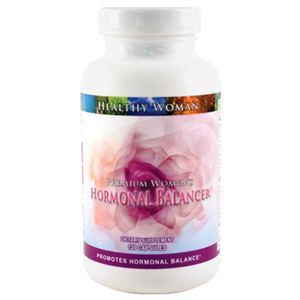 HEALTHY WOMAN
PREMIUM WOMEN'S
HORMONAL BALANCER
DIETARY SUPPLEMENT
120 CAPSULES
PROMOTES HORMONAL BALANCE